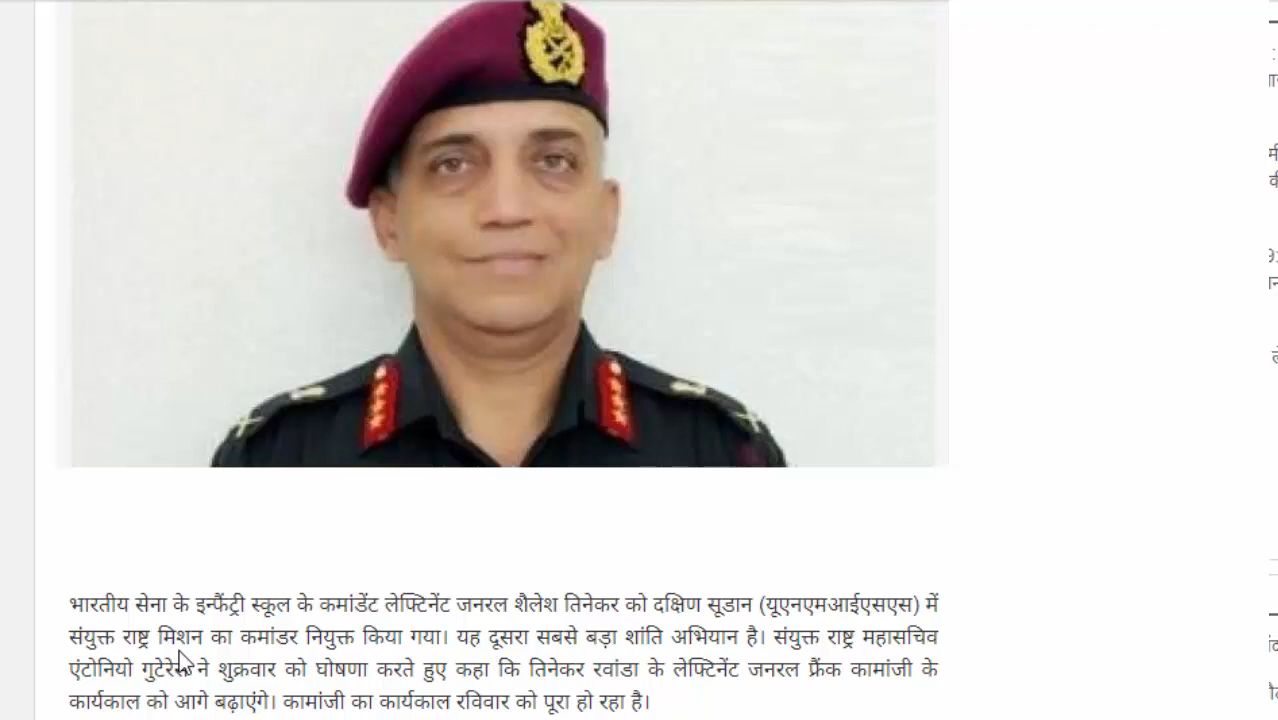 भारतीय सेना के इन्फैंट्री स्कूल के कमांडेंट लेफ्टिनेंट जनरल शैलेश तिनेकर को दक्षिण सूडान (यूएनएमआईएसएस) में
संयुक्त राष्ट्र मिशन का कमांडर नियुक्त किया गया। यह दूसरा सबसे बड़ा शांति अभियान है। संयुक्त राष्ट्र महासचिव
एंटोनियो गुटेरेस ने शुक्रवार को घोषणा करते हुए कहा कि तिनेकर रवांडा के लेफ्टिनेंट जनरल फ्रैंक कामांजी के
कार्यकाल को आगे बढ़ाएंगे। कामांजी का कार्यकाल रविवार को पूरा हो रहा है।